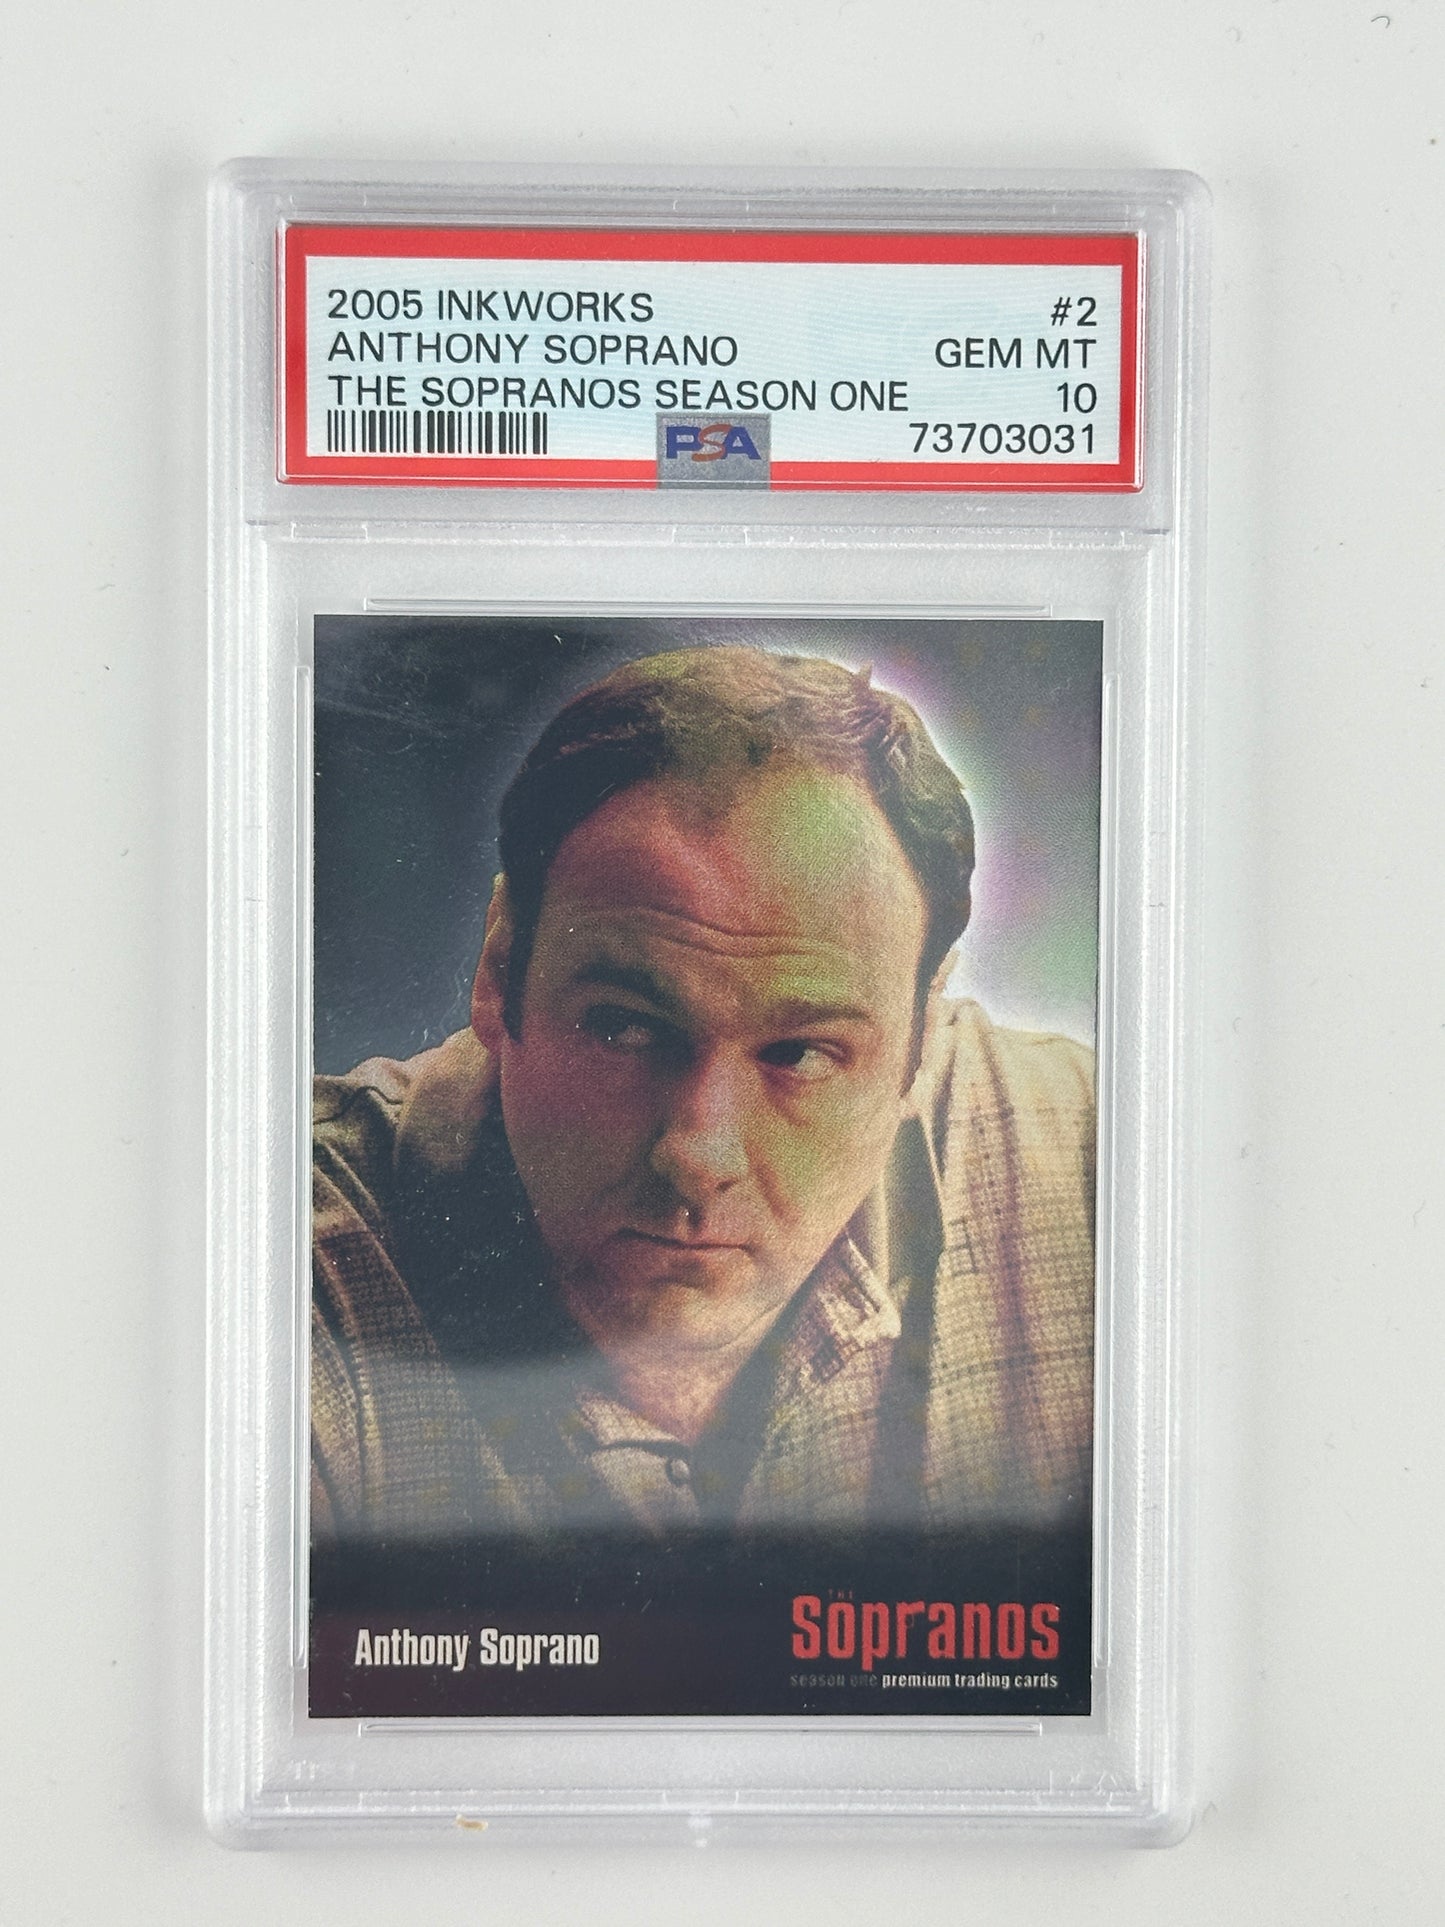 2005 INKWORKS #2
ANTHONY SOPRANO GEM MT
THE SOPRANOS SEASON ONE 10
PSA 73703031
Anthony Soprano
THE
Sopranos
season one premium trading cards